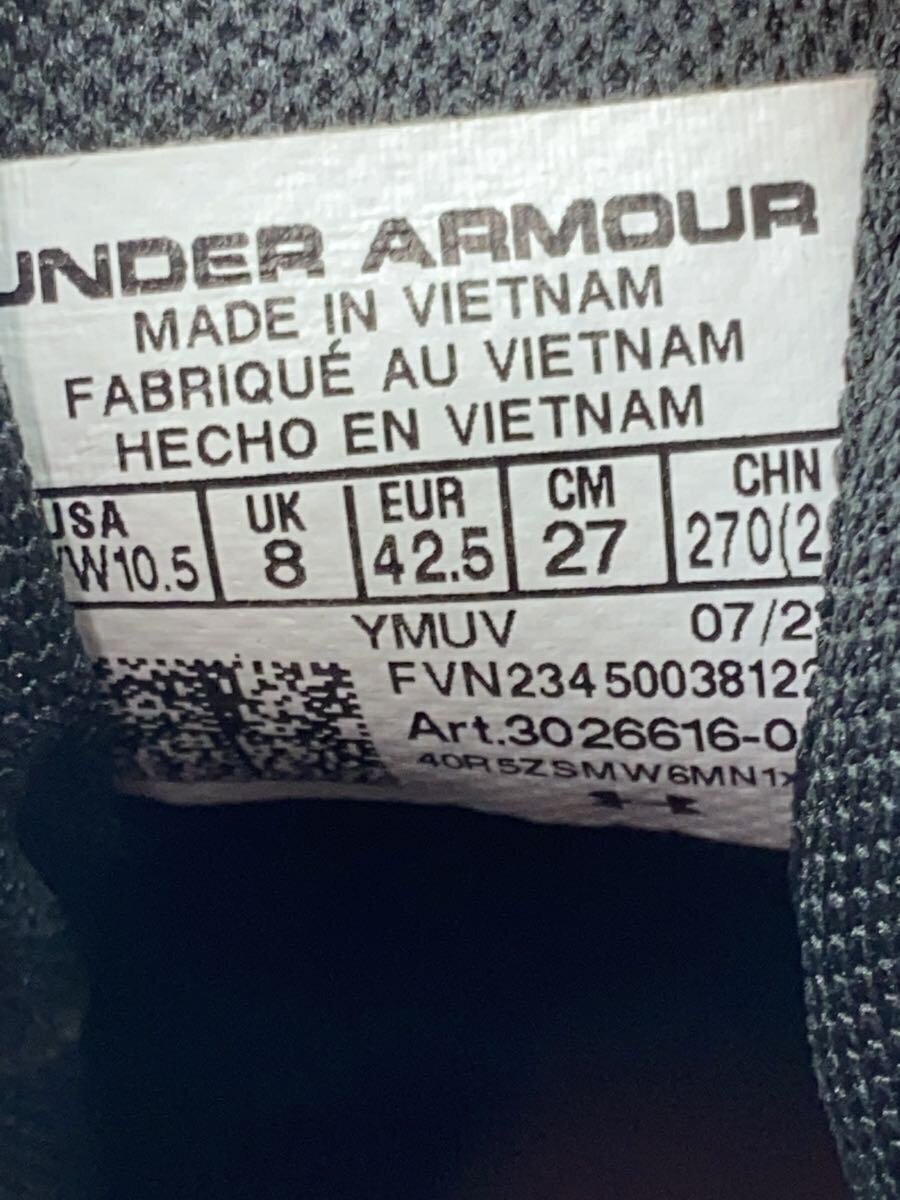 UNDER ARMOUR
MADE IN VIETNAM
FABRIQUÉ AU VIETNAM
HECHO EN VIETNAM
USA UK EUR CM CHN
W10.5 8 42.5 27 270(2
YMUV 07/2
FVN23450038122
Art.3026616-0
40R5ZSMW6MN1